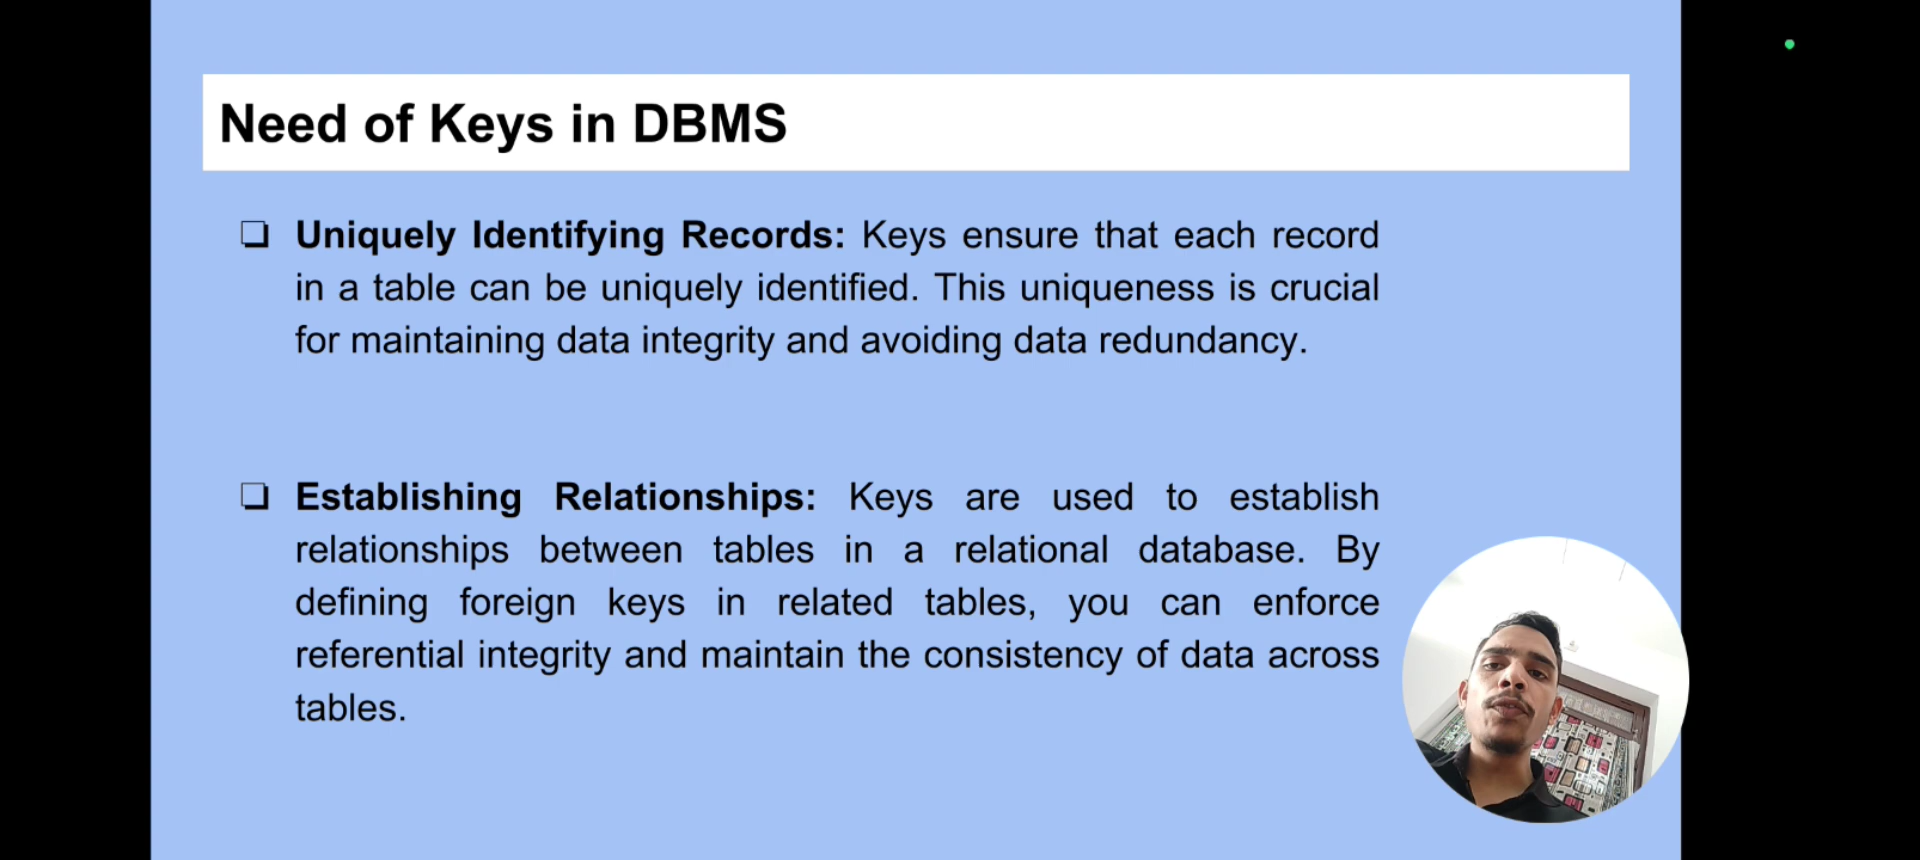 Need of Keys in DBMS
Uniquely Identifying Records: Keys ensure that each record
in a table can be uniquely identified. This uniqueness is crucial
for maintaining data integrity and avoiding data redundancy.
Establishing Relationships: Keys are used to establish
relationships between tables in a relational database. By
defining foreign keys in related tables, you can enforce
referential integrity and maintain the consistency of data across
tables.